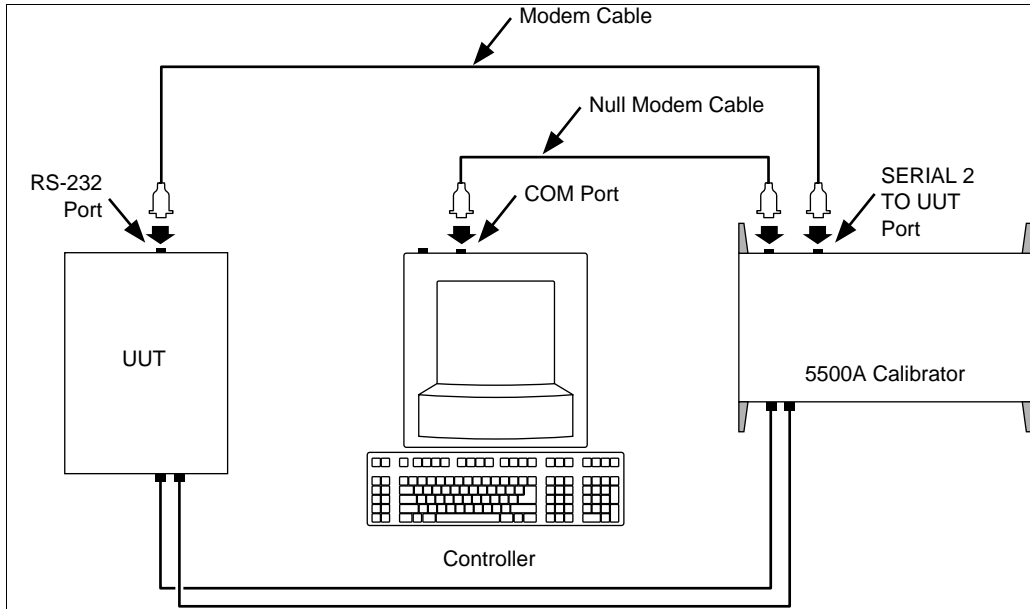 Modem Cable
Null Modem Cable
RS-232
Port
COM Port
SERIAL 2
TO UUT
Port
UUT
5500A Calibrator
Controller